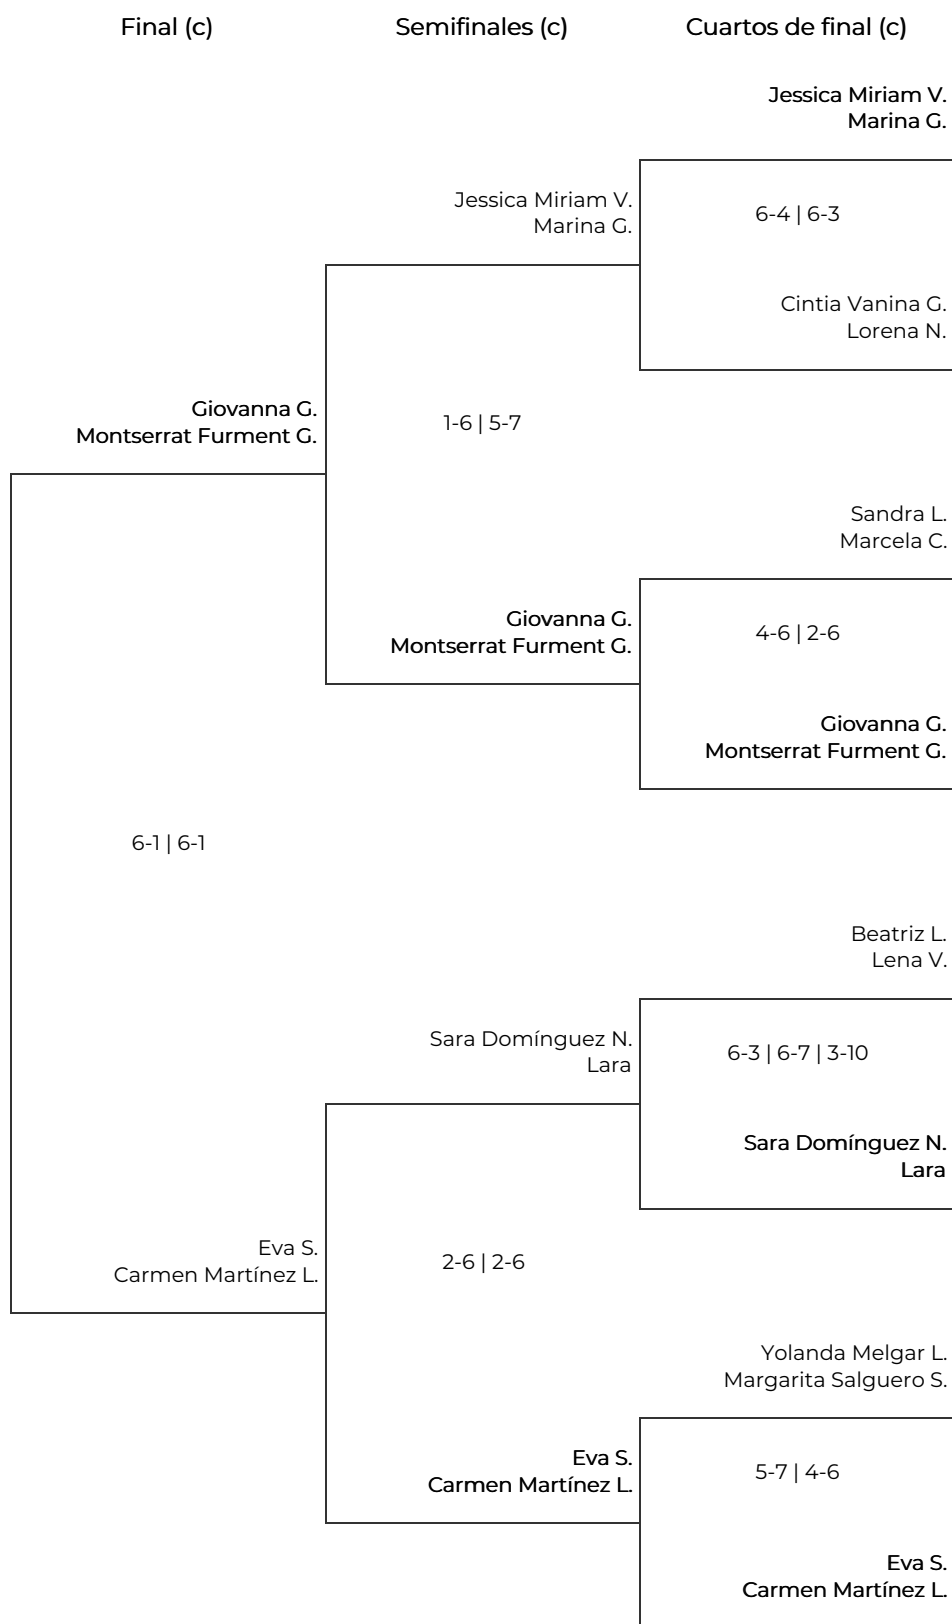 Final (c)
Semifinales (c)
Cuartos de final (c)
Jessica Miriam V.
Marina G.
Jessica Miriam V.
Marina G.
6-4 | 6-3
Cintia Vanina G.
Lorena N.
Giovanna G.
Montserrat Furment G.
1-6 | 5-7
Sandra L.
Marcela C.
Giovanna G.
Montserrat Furment G.
4-6 | 2-6
Giovanna G.
Montserrat Furment G.
6-1 | 6-1
Beatriz L.
Lena V.
Sara Domínguez N.
Lara
6-3 | 6-7 | 3-10
Sara Domínguez N.
Lara
Eva S.
Carmen Martínez L.
2-6 | 2-6
Yolanda Melgar L.
Margarita Salguero S.
Eva S.
Carmen Martínez L.
5-7 | 4-6
Eva S.
Carmen Martínez L.